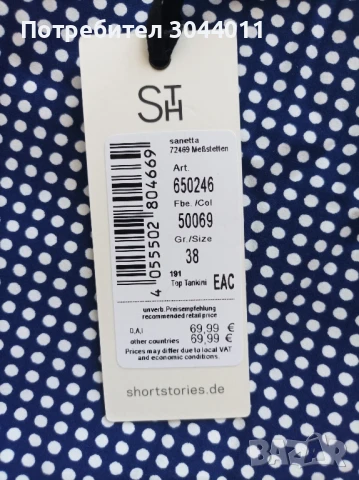 Потребител 3044011
STH
sanetta
72469 Meßstetten
Art.
650246
Fbe./Col
50069
Gr./Size
38
191
Top Tankini EAC
4 055502 804669
unverb. Preisempfehlung
recommended retail price
D,A,I 69,99 €
other countries 69,99 €
Prices may differ due to local VAT
and economic conditions.
shortstories.de
bazar